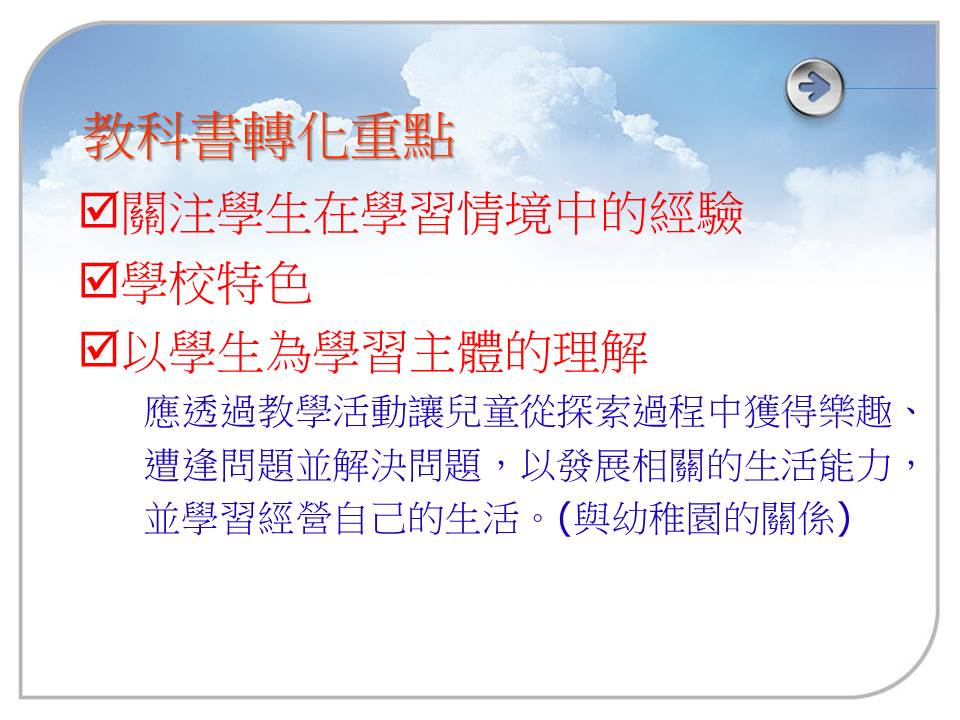 教科書轉化重點
☑關注學生在學習情境中的經驗
☑學校特色
☑以學生為學習主體的理解
應透過教學活動讓兒童從探索過程中獲得樂趣、
遭逢問題並解決問題，以發展相關的生活能力，
並學習經營自己的生活。(與幼稚園的關係)